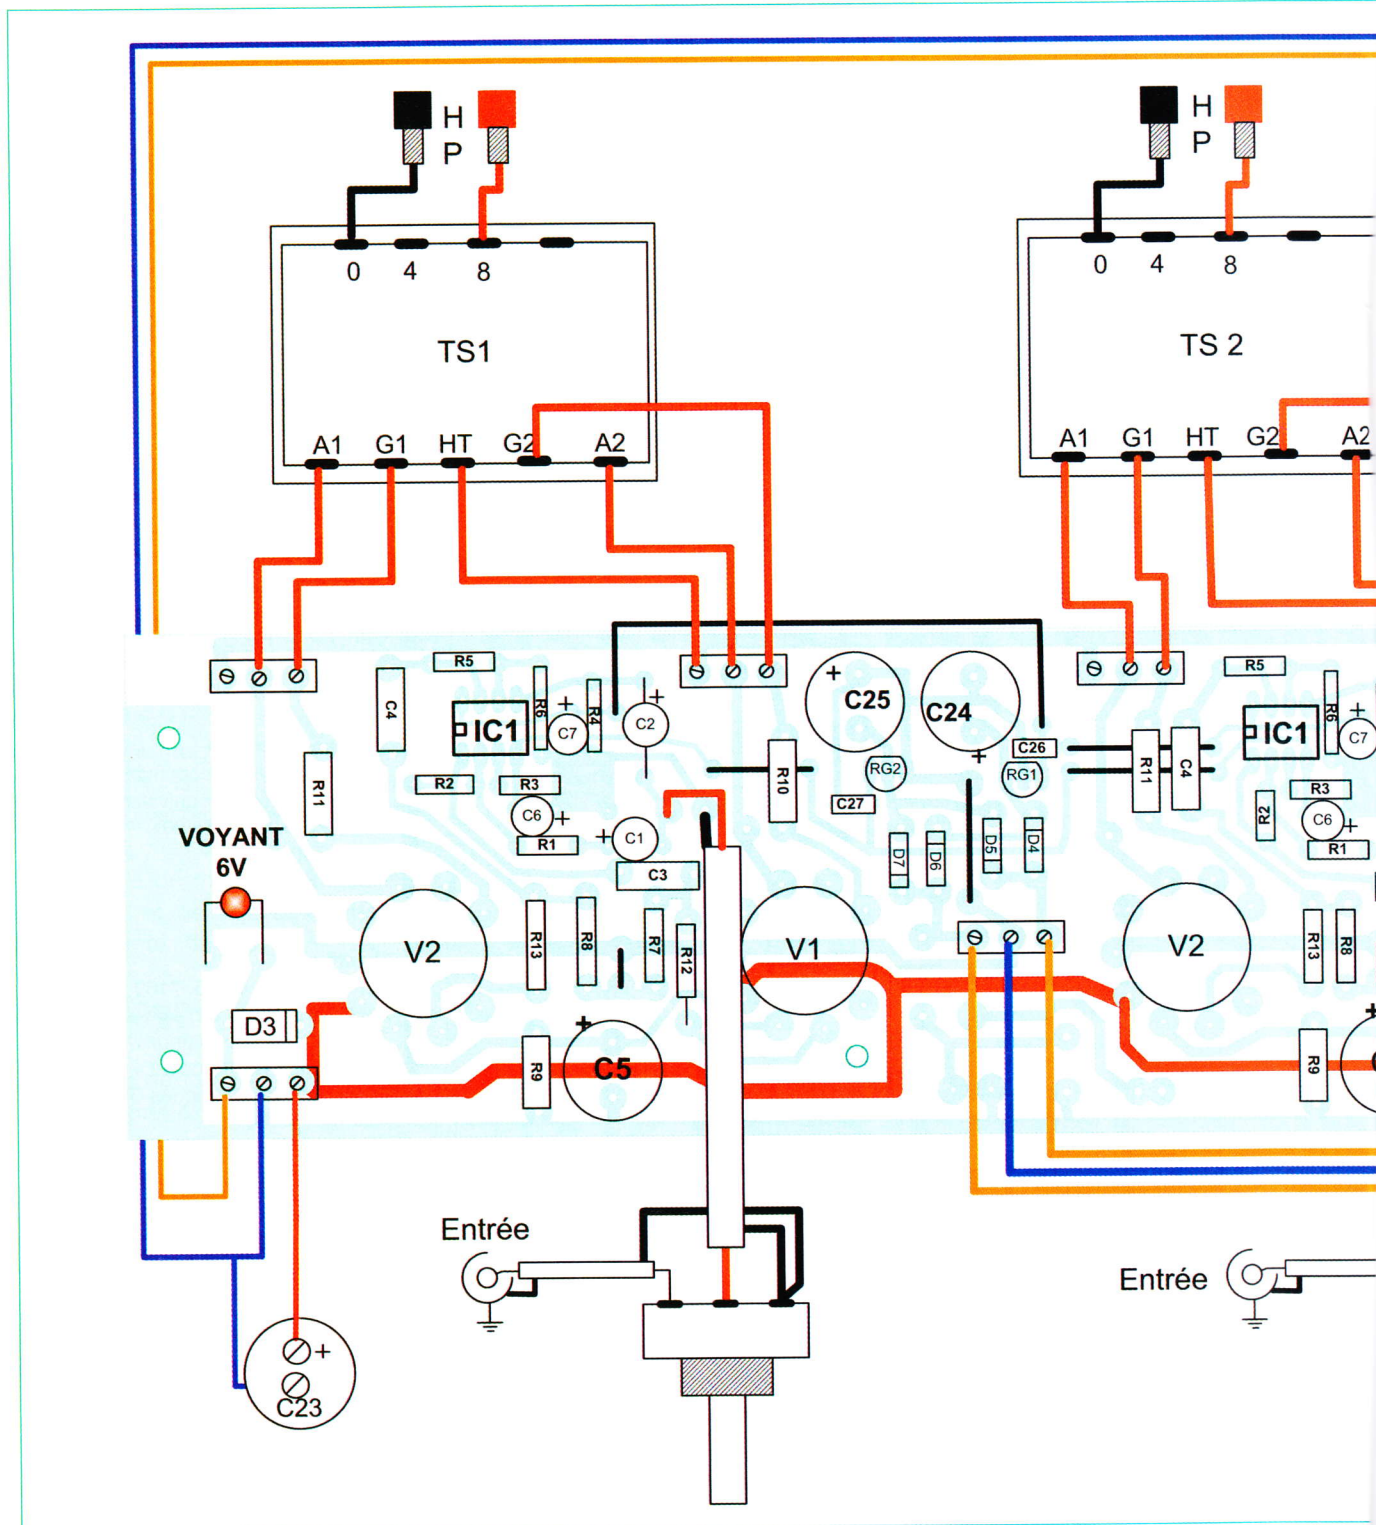 H
P
H
P
0 4 8
0 4 8
TS1
TS 2
A1 G1 HT G2 A2
A1 G1 HT G2 A2
R5
R5
C4
R6
+
C7
R4
+
C2
IC1
+
C25
C24
+
C26
RG2
RG1
R11
C4
IC1
R6
+
C7
R11
R2
R3
C6
+
R1
+
C1
C3
R10
C27
D7
D6
D5
D4
R2
R3
C6
+
R1
VOYANT
6V
V2
R13
R8
R7
R12
V1
V2
R13
R8
D3
R9
+
C5
R9
+
Entrée
Entrée
+
C23